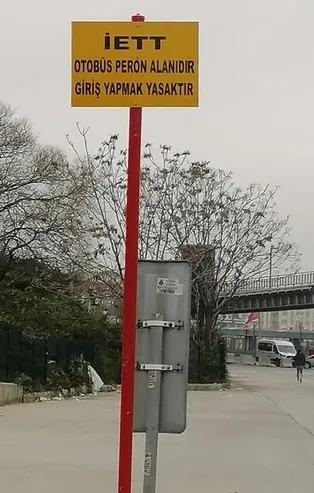 İETT
OTOBÜS PERON ALANIDIR
GİRİŞ YAPMAK YASAKTIR